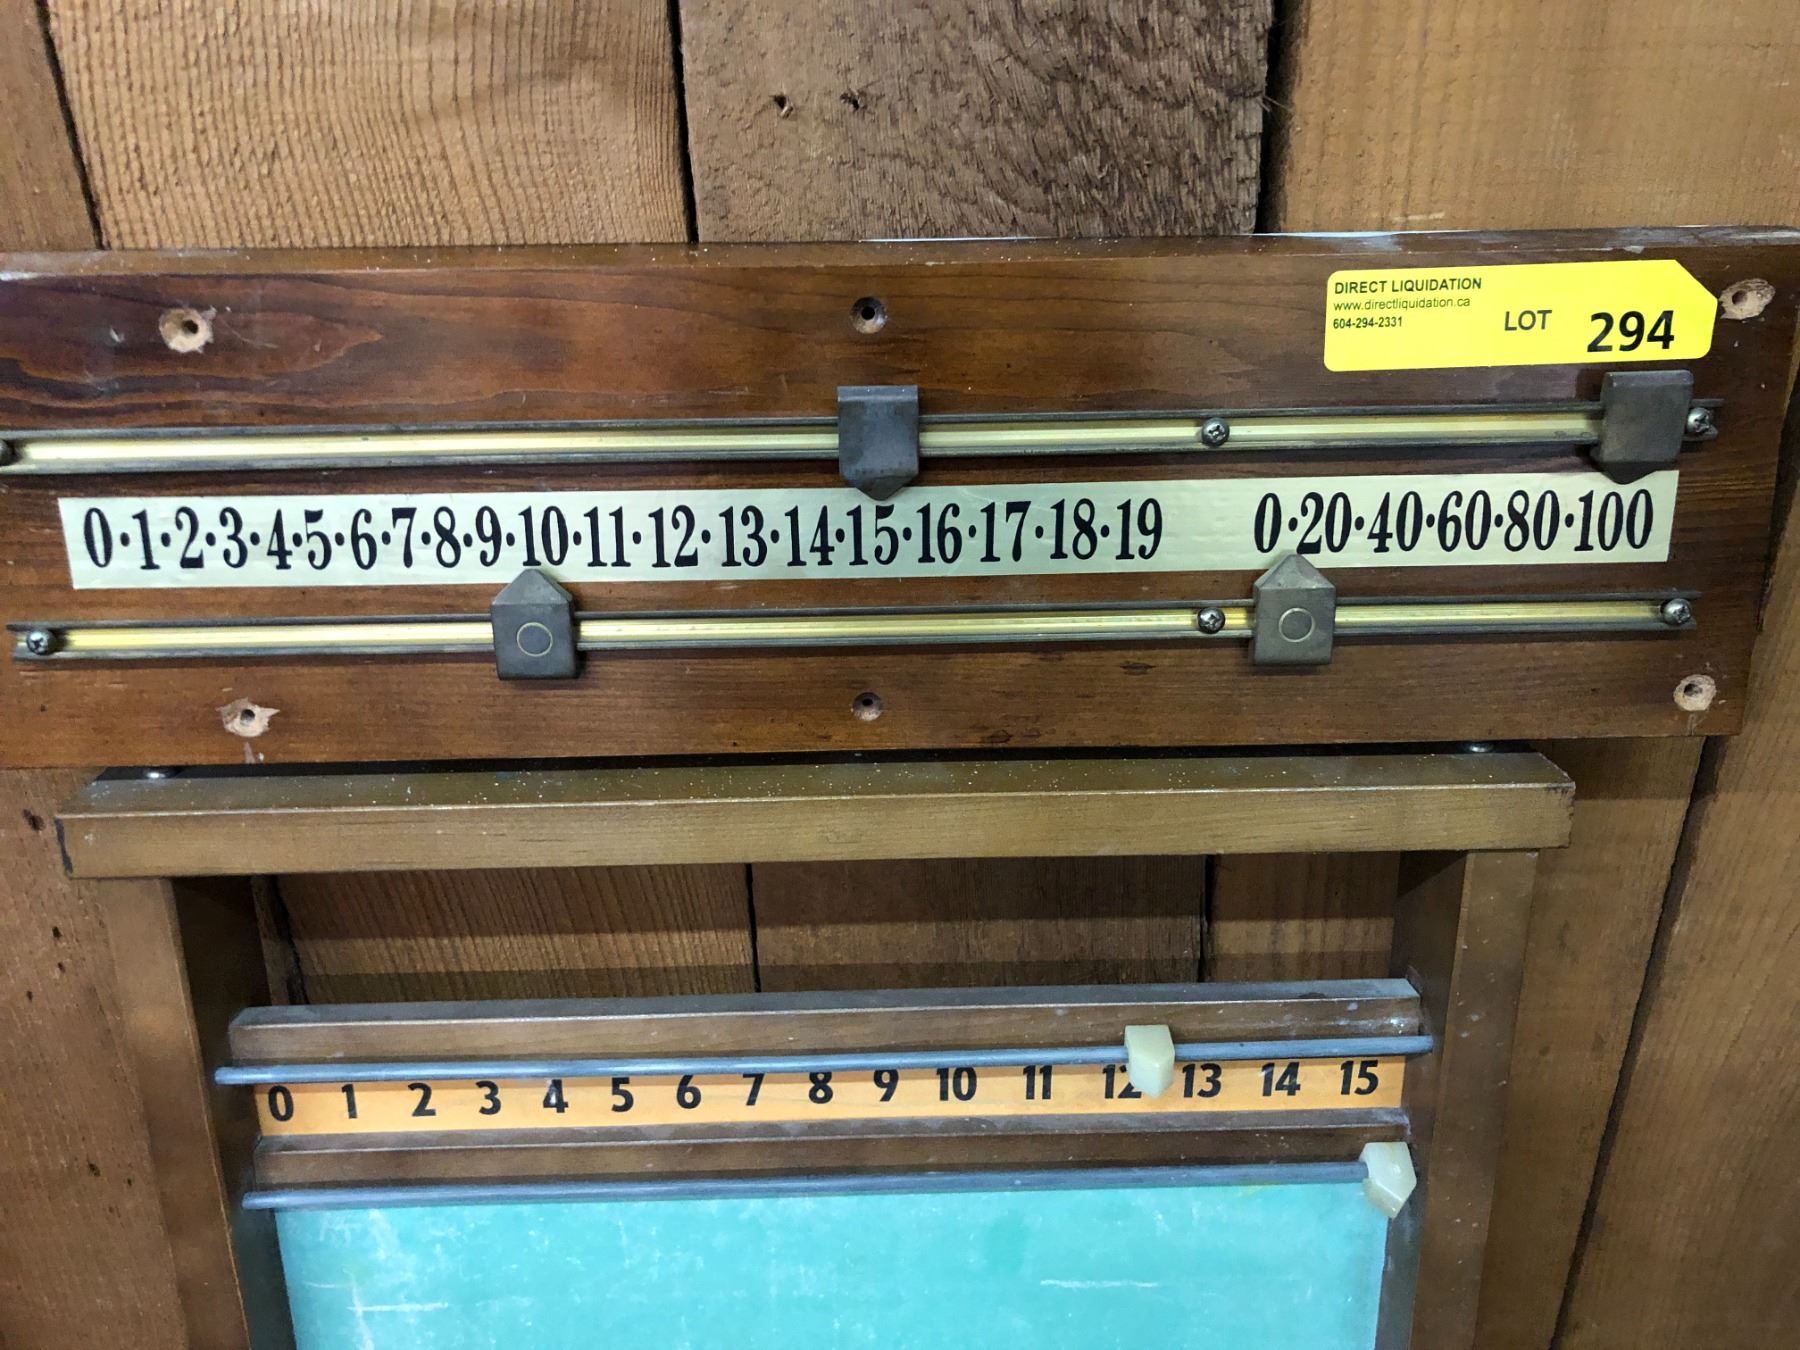 DIRECT LIQUIDATION
www.directliquidation.ca
604-294-2331
LOT 294
0·1·2·3·4·5·6·7·8·9·10·11·12·13·14·15·16·17·18·19 0·20·40·60·80·100
0 1 2 3 4 5 6 7 8 9 10 11 12 13 14 15